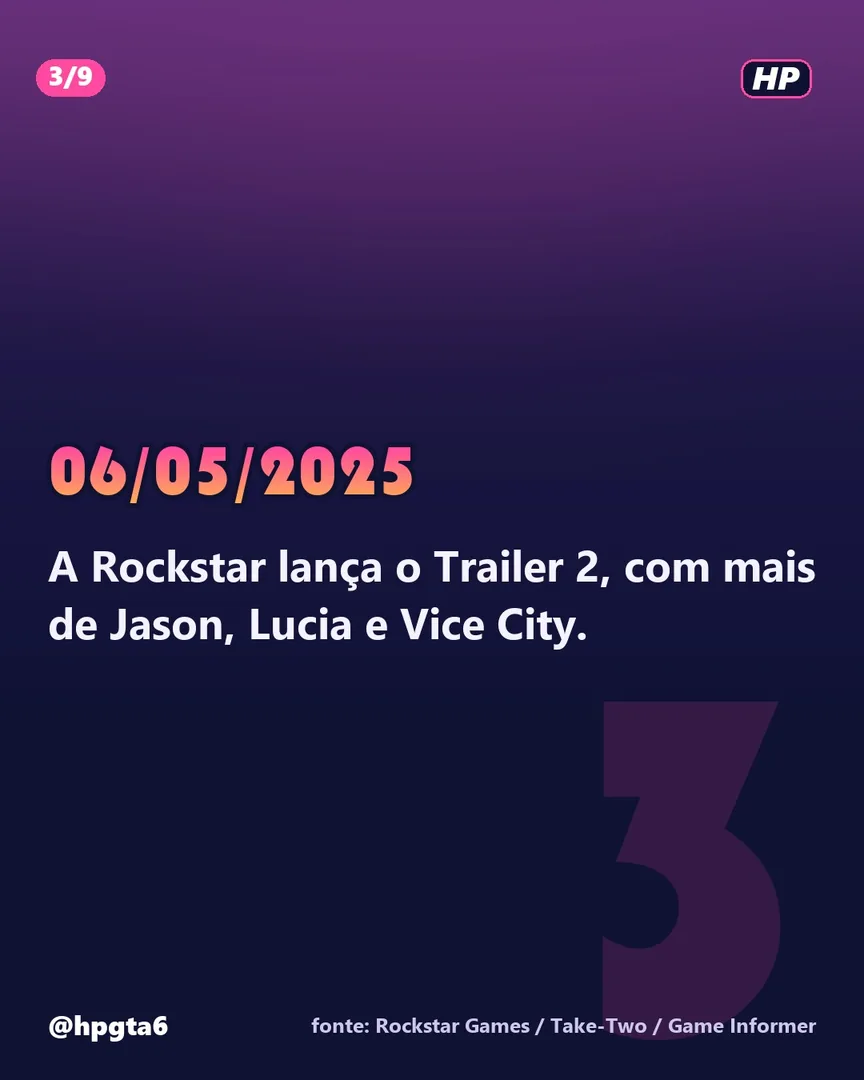 3/9
HP
06/05/2025
A Rockstar lança o Trailer 2, com mais
de Jason, Lucia e Vice City.
3
@hpgta6
fonte: Rockstar Games / Take-Two / Game Informer